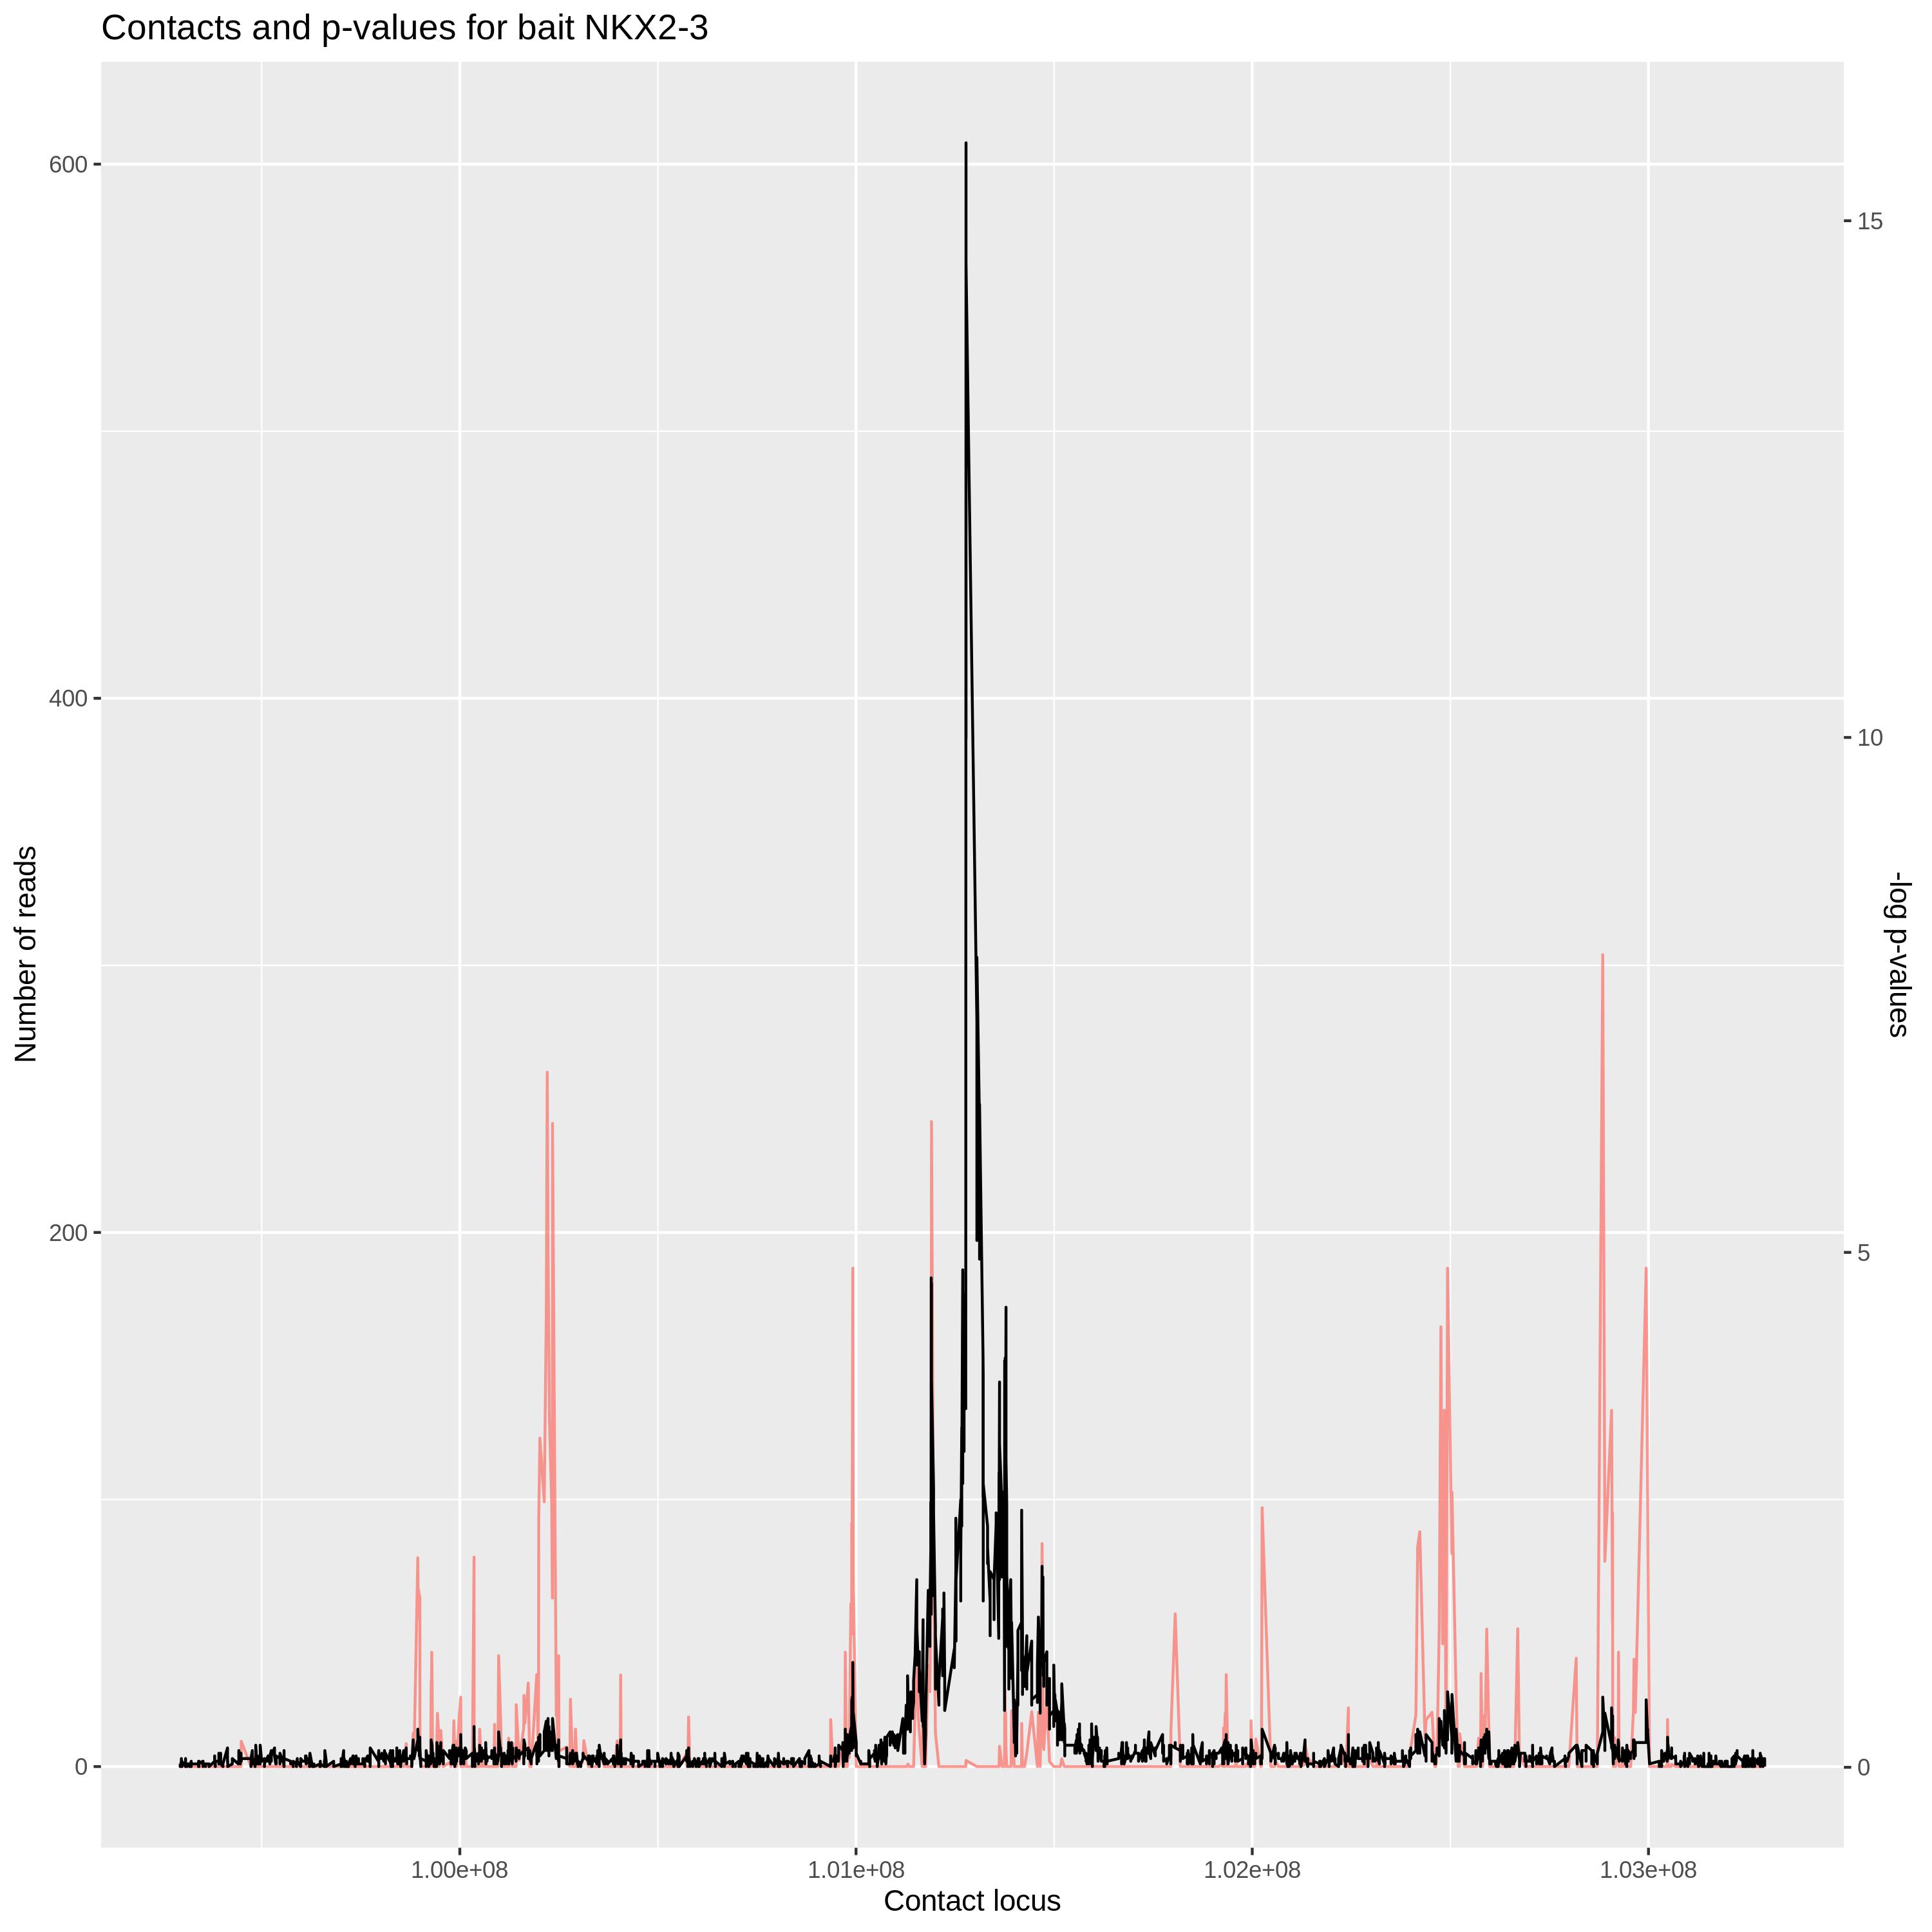 Contacts and p-values for bait NKX2-3
600
400
200
0
Number of reads
15
10
5
0
-log p-values
1.00e+08 1.01e+08 1.02e+08 1.03e+08
Contact locus